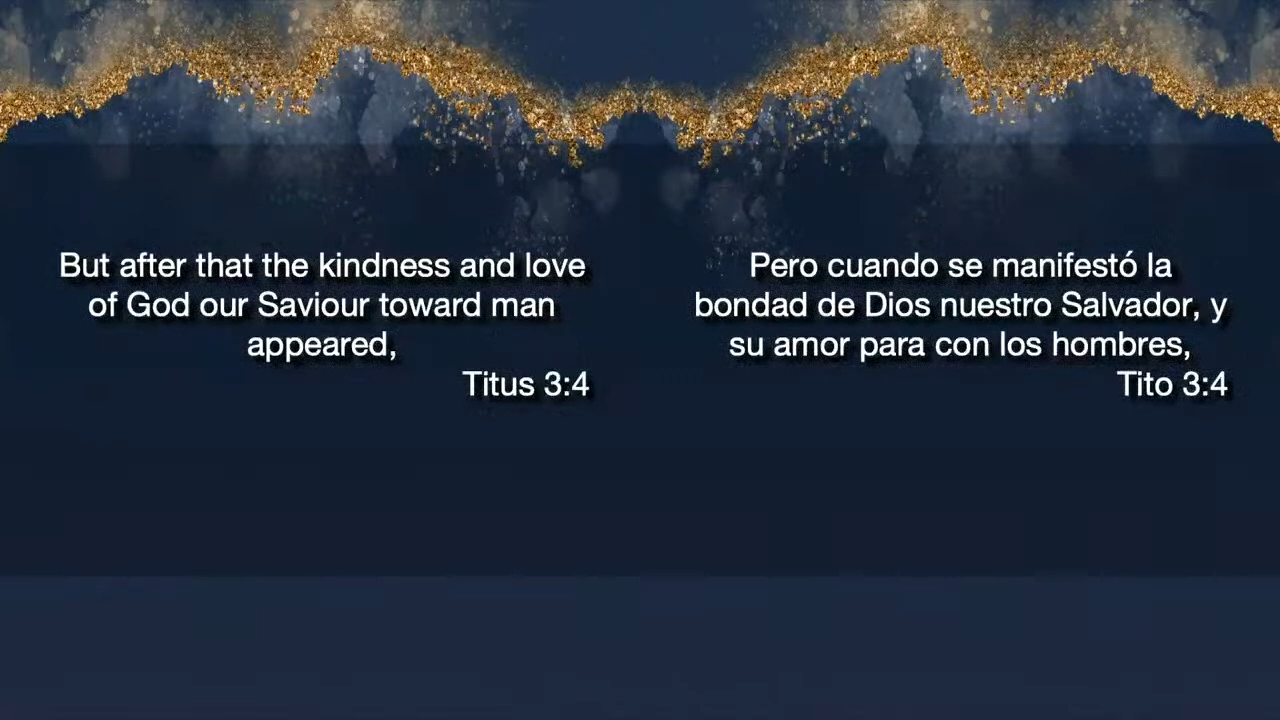 But after that the kindness and love
of God our Saviour toward man
appeared,
Titus 3:4
Pero cuando se manifestó la
bondad de Dios nuestro Salvador, y
su amor para con los hombres,
Tito 3:4